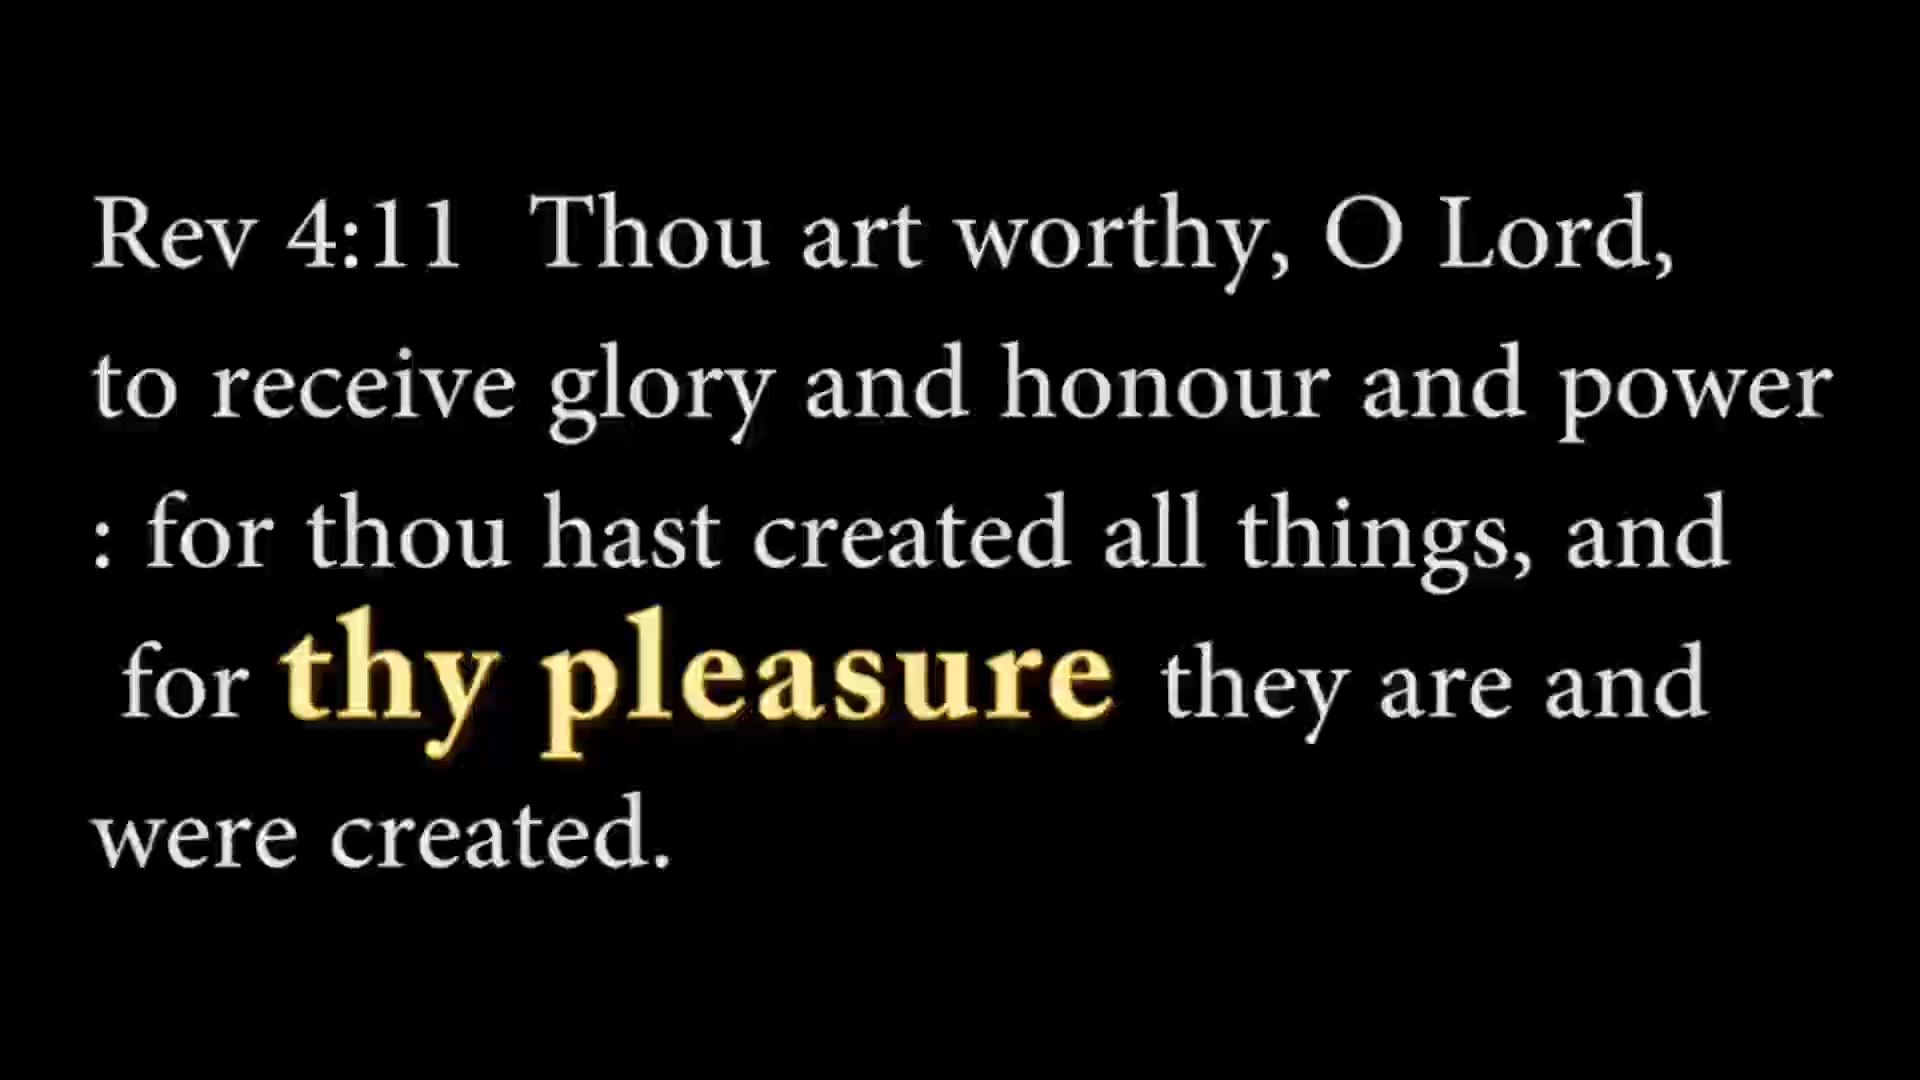 Rev 4:11 Thou art worthy, O Lord,
to receive glory and honour and power
: for thou hast created all things, and
for thy pleasure they are and
were created.